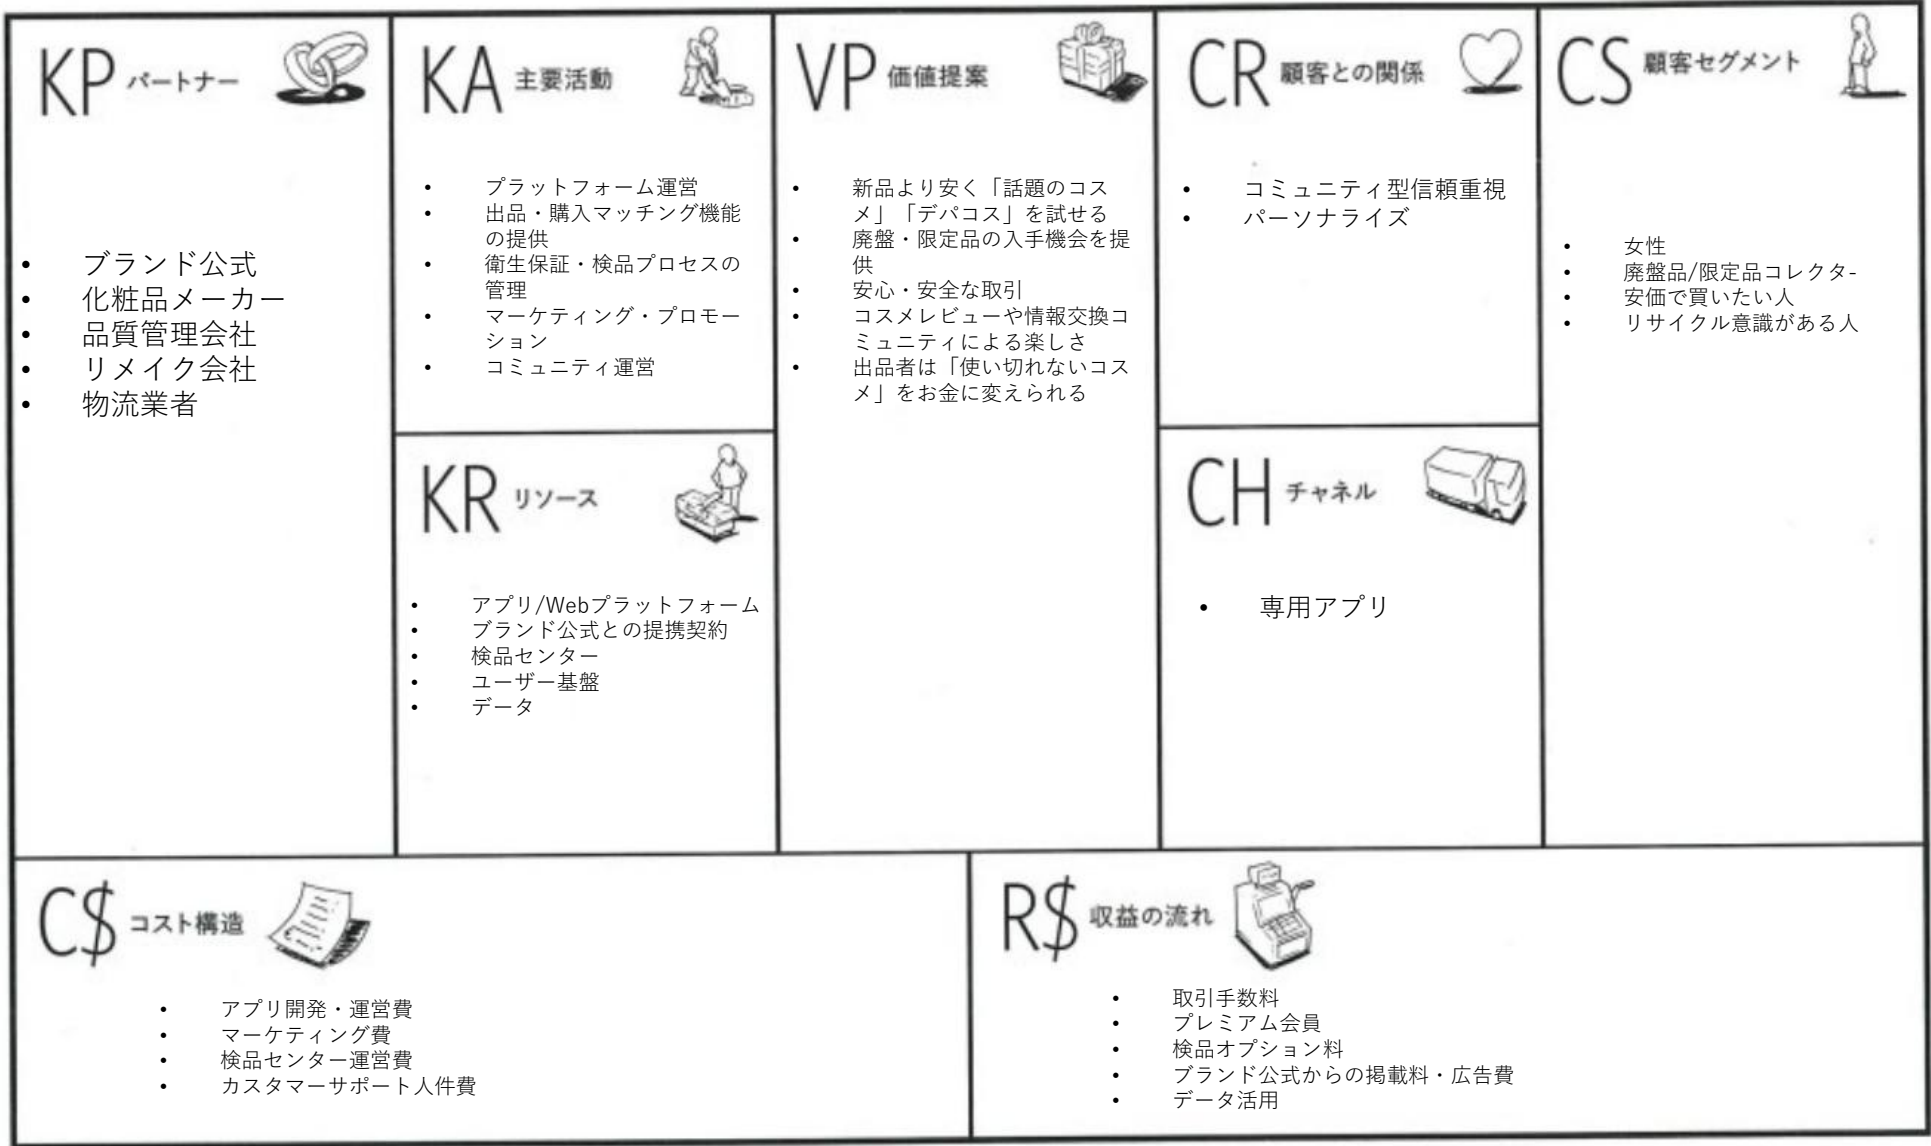 KP パートナー
• ブランド公式
• 化粧品メーカー
• 品質管理会社
• リメイク会社
• 物流業者
KA 主要活動
• プラットフォーム運営
• 出品・購入マッチング機能
の提供
• 衛生保証・検品プロセスの
管理
• マーケティング・プロモー
ション
• コミュニティ運営
KR リソース
• アプリ/Webプラットフォーム
• ブランド公式との提携契約
• 検品センター
• ユーザー基盤
• データ
VP 価値提案
• 新品より安く「話題のコス
メ」「デパコス」を試せる
• 廃盤・限定品の入手機会を提
供
• 安心・安全な取引
• コスメレビューや情報交換コ
ミュニティによる楽しさ
• 出品者は「使い切れないコス
メ」をお金に変えられる
CR 顧客との関係
• コミュニティ型信頼重視
• パーソナライズ
CH チャネル
• 専用アプリ
CS 顧客セグメント
• 女性
• 廃盤品/限定品コレクタ-
• 安価で買いたい人
• リサイクル意識がある人
C$ コスト構造
• アプリ開発・運営費
• マーケティング費
• 検品センター運営費
• カスタマーサポート人件費
R$ 収益の流れ
• 取引手数料
• プレミアム会員
• 検品オプション料
• ブランド公式からの掲載料・広告費
• データ活用